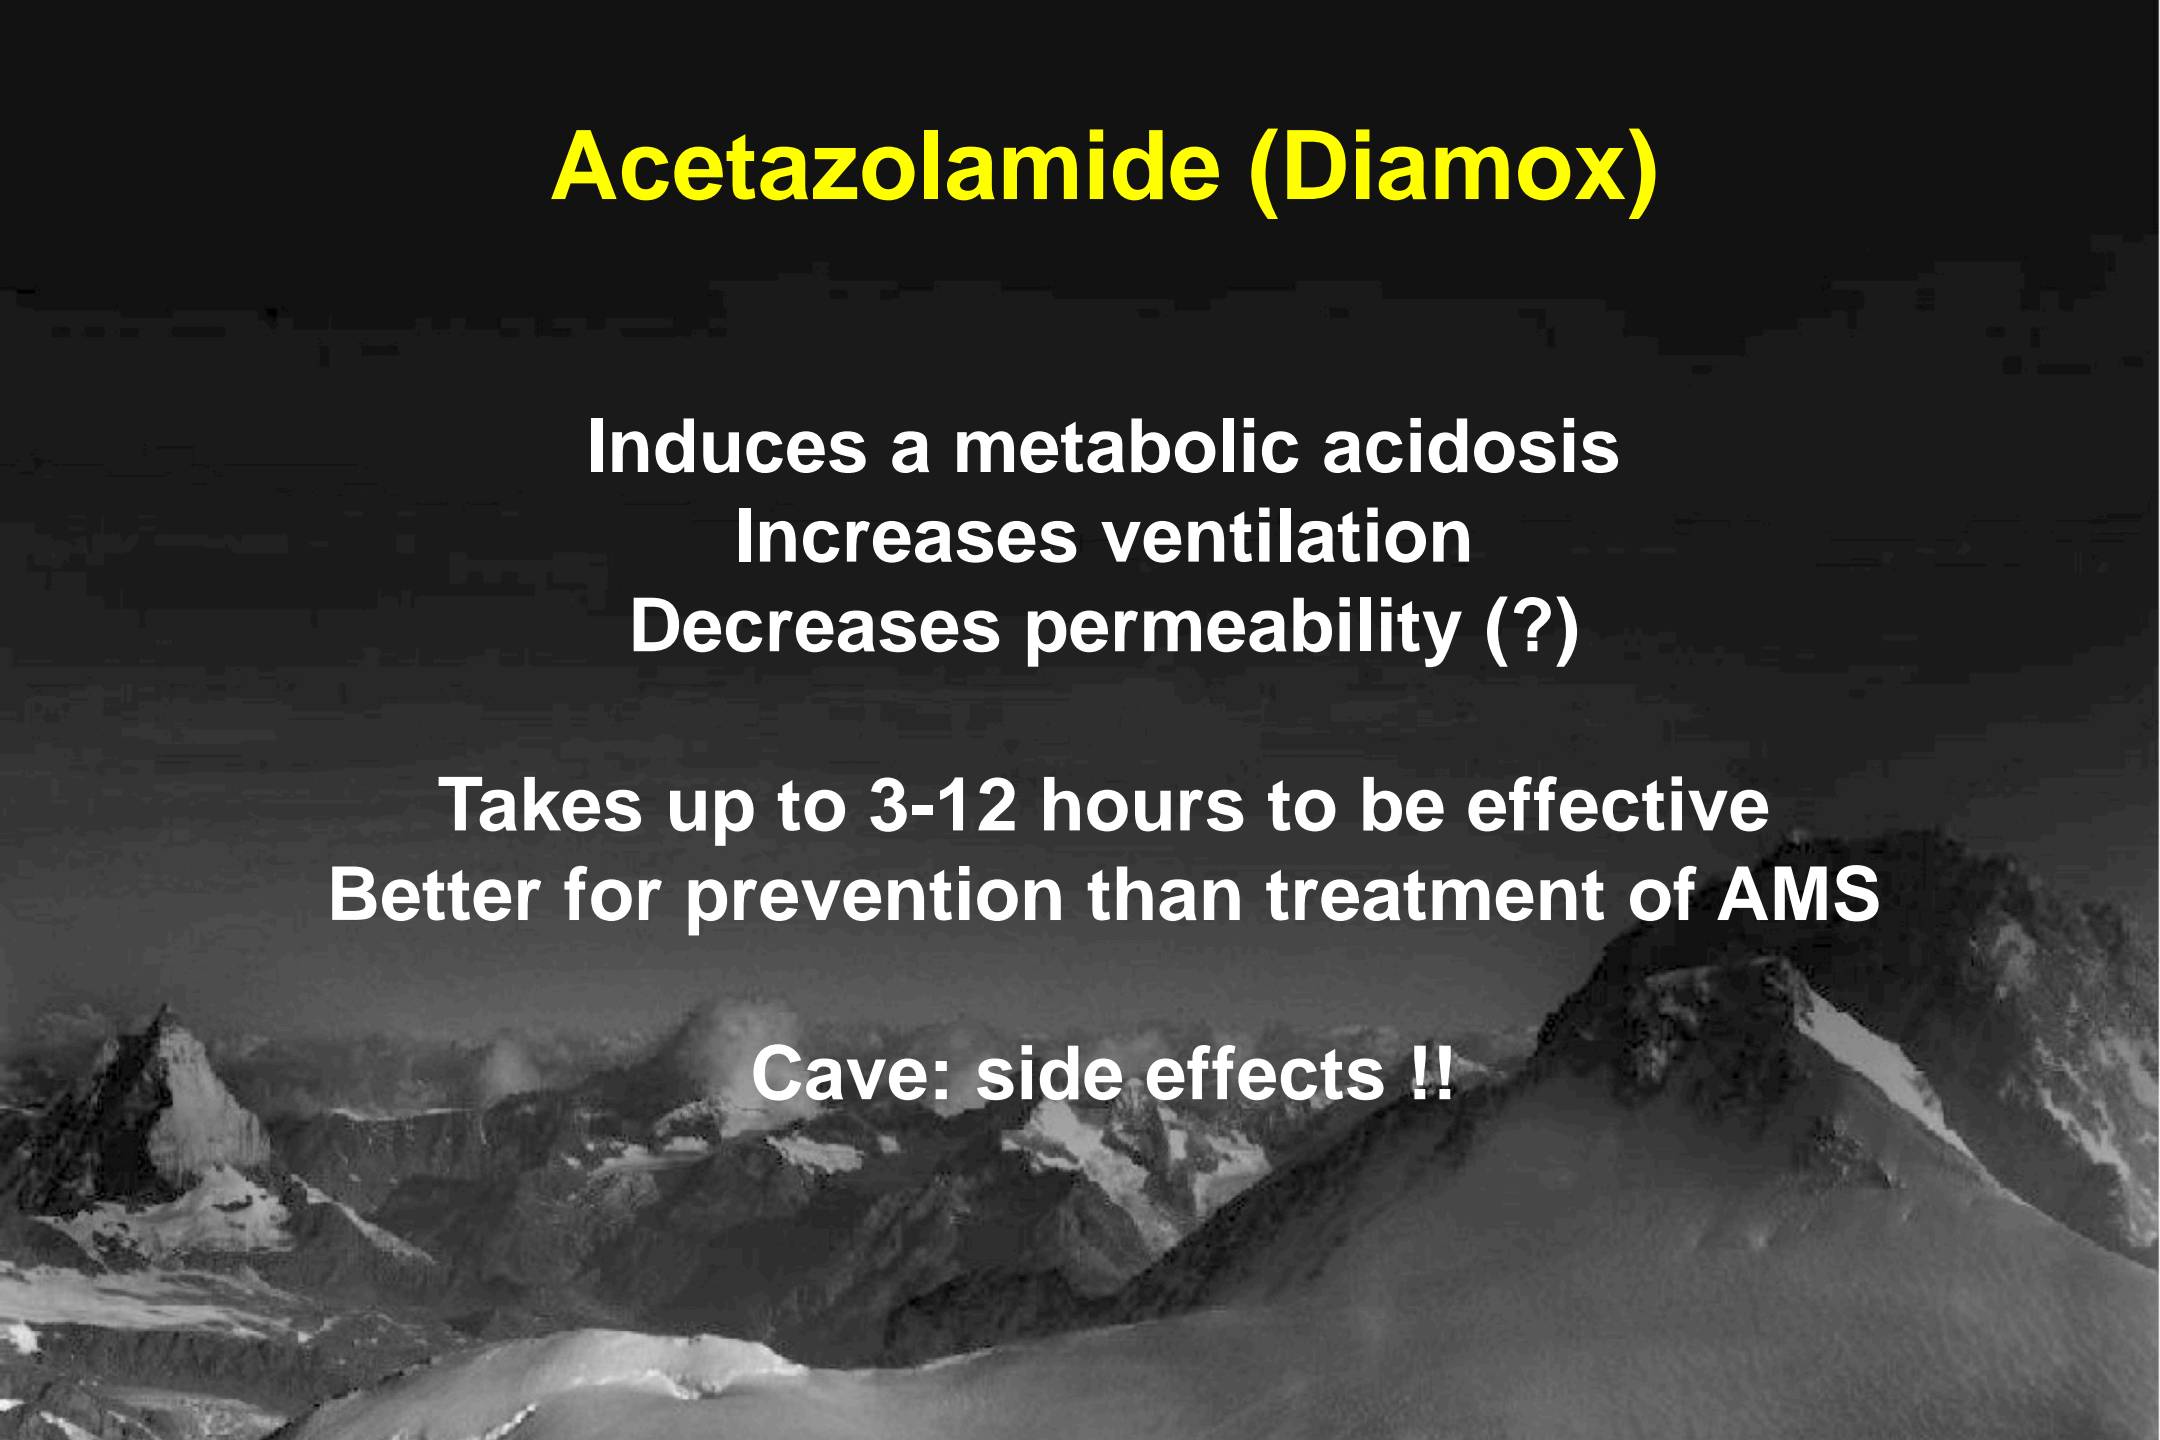 Acetazolamide (Diamox)
Induces a metabolic acidosis
Increases ventilation
Decreases permeability (?)
Takes up to 3-12 hours to be effective
Better for prevention than treatment of AMS
Cave: side effects !!